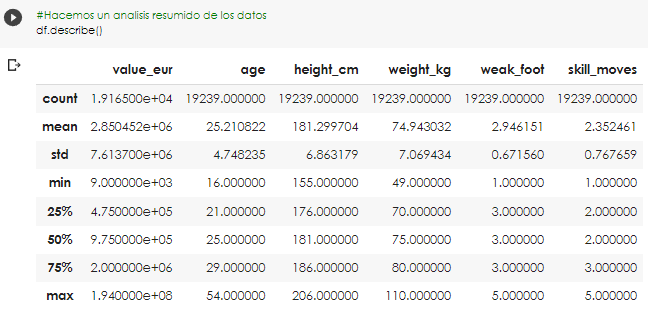 #Hacemos un analisis resumido de los datos
df.describe()
value_eur age height_cm weight_kg weak_foot skill_moves
count 1.916500e+04 19239.000000 19239.000000 19239.000000 19239.000000 19239.000000
mean 2.850452e+06 25.210822 181.299704 74.943032 2.946151 2.352461
std 7.613700e+06 4.748235 6.863179 7.069434 0.671560 0.767659
min 9.000000e+03 16.000000 155.000000 49.000000 1.000000 1.000000
25% 4.750000e+05 21.000000 176.000000 70.000000 3.000000 2.000000
50% 9.750000e+05 25.000000 181.000000 75.000000 3.000000 2.000000
75% 2.000000e+06 29.000000 186.000000 80.000000 3.000000 3.000000
max 1.940000e+08 54.000000 206.000000 110.000000 5.000000 5.000000